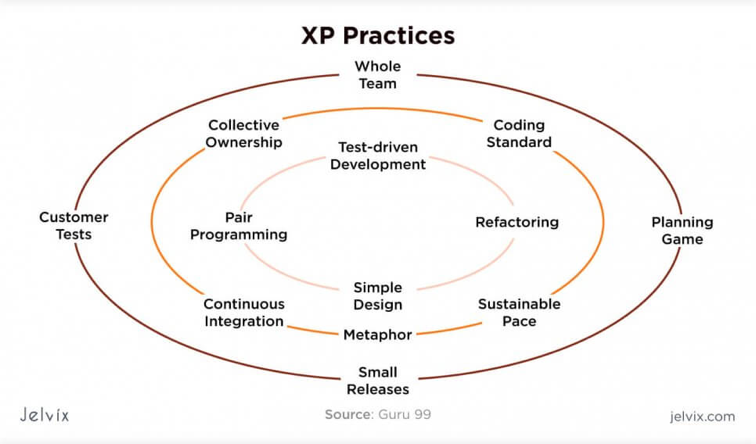 XP Practices
Whole
Team
Collective
Ownership
Coding
Standard
Test-driven
Development
Customer
Tests
Pair
Programming
Refactoring
Planning
Game
Simple
Design
Continuous
Integration
Sustainable
Pace
Metaphor
Small
Releases
Jelvix
Source: Guru 99
jelvix.com